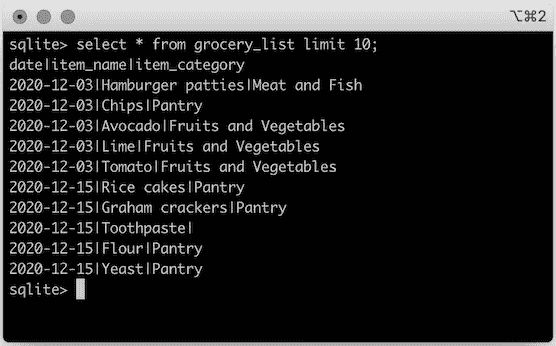 ⌥⌘2
sqlite> select * from grocery_list limit 10;
date|item_name|item_category
2020-12-03|Hamburger patties|Meat and Fish
2020-12-03|Chips|Pantry
2020-12-03|Avocado|Fruits and Vegetables
2020-12-03|Lime|Fruits and Vegetables
2020-12-03|Tomato|Fruits and Vegetables
2020-12-15|Rice cakes|Pantry
2020-12-15|Graham crackers|Pantry
2020-12-15|Toothpaste|
2020-12-15|Flour|Pantry
2020-12-15|Yeast|Pantry
sqlite>